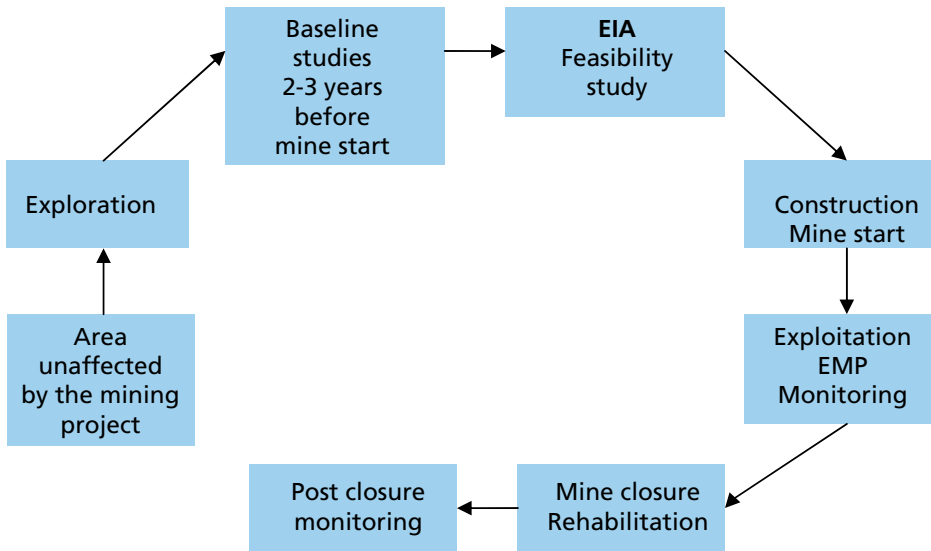 Area
unaffected
by the mining
project
Exploration
Baseline
studies
2-3 years
before
mine start
EIA
Feasibility
study
Construction
Mine start
Exploitation
EMP
Monitoring
Mine closure
Rehabilitation
Post closure
monitoring